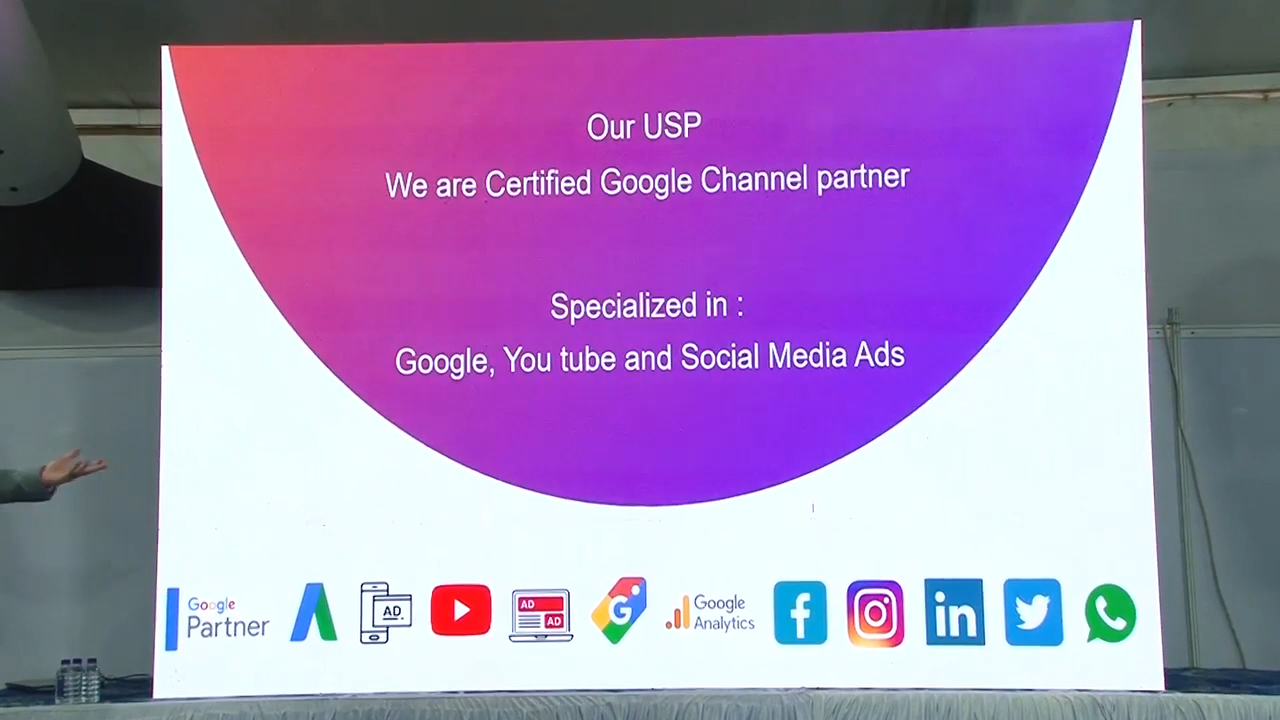 Our USP
We are Certified Google Channel partner
Specialized in :
Google, You tube and Social Media Ads
Google
Partner
AD
AD
AD
G
Google
Analytics
f
in